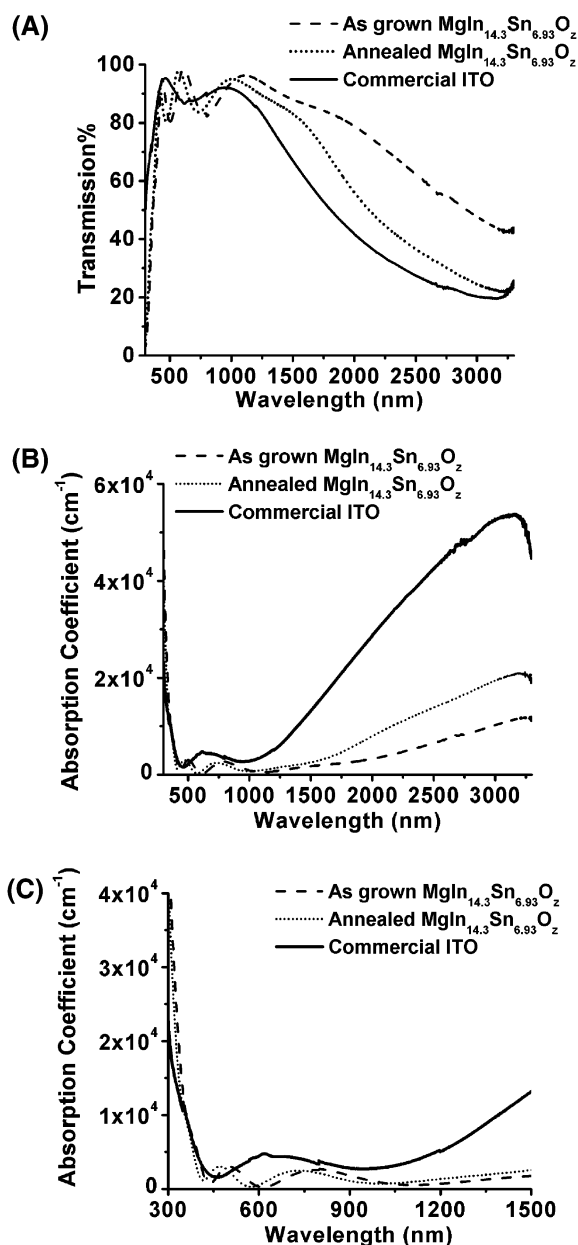 (A)
As grown MgIn14.3Sn6.93Oz
Annealed MgIn14.3Sn6.93Oz
Commercial ITO
100
80
60
40
20
0
Transmission%
500 1000 1500 2000 2500 3000
Wavelength (nm)
(B)
As grown MgIn14.3Sn6.93Oz
Annealed MgIn14.3Sn6.93Oz
Commercial ITO
6x10^4
4x10^4
2x10^4
0
Absorption Coefficient (cm^-1)
500 1000 1500 2000 2500 3000
Wavelength (nm)
(C)
As grown MgIn14.3Sn6.93Oz
Annealed MgIn14.3Sn6.93Oz
Commercial ITO
4x10^4
3x10^4
2x10^4
1x10^4
0
Absorption Coefficient (cm^-1)
300 600 900 1200 1500
Wavelength (nm)